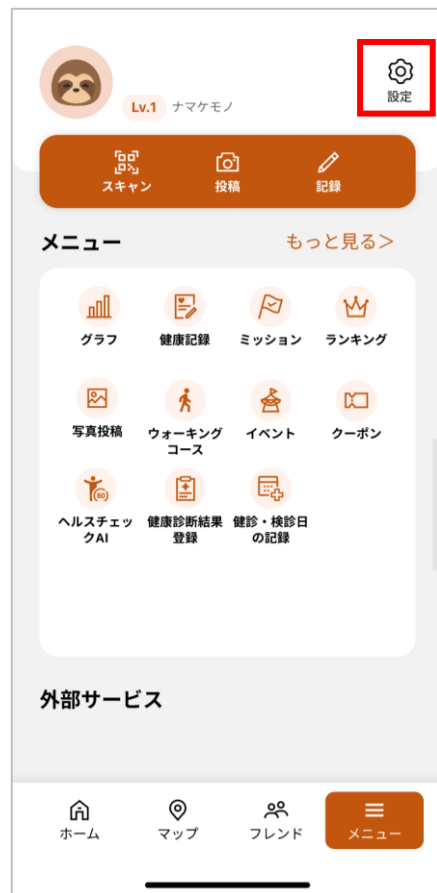 設定
Lv.1 ナマケモノ
スキャン 投稿 記録
メニュー もっと見る＞
グラフ 健康記録 ミッション ランキング
写真投稿 ウォーキング イベント クーポン
コース
ヘルスチェッ 健康診断結果 健診・検診日
クAI 登録 の記録
外部サービス
ホーム マップ フレンド メニュー